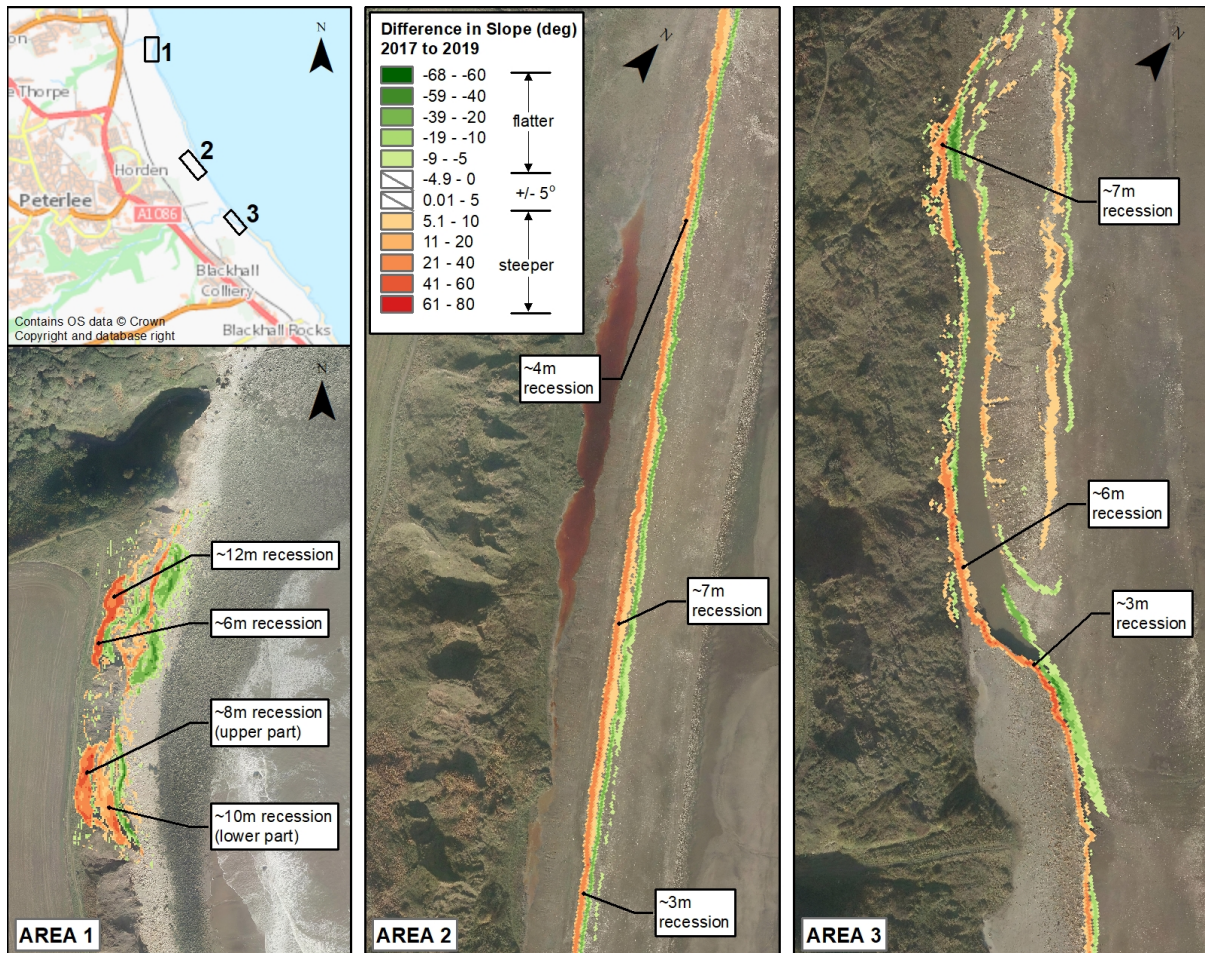 on
e Thorpe
Horden
Peterlee
A1086
Blackhall
Colliery
Blackhall Rocks
1
2
3
N
Contains OS data © Crown
Copyright and database right
N
~12m recession
~6m recession
~8m recession
(upper part)
~10m recession
(lower part)
AREA 1
Difference in Slope (deg)
2017 to 2019
-68 - -60
-59 - -40
-39 - -20
-19 - -10
-9 - -5
-4.9 - 0
0.01 - 5
5.1 - 10
11 - 20
21 - 40
41 - 60
61 - 80
flatter
+/- 5°
steeper
N
~4m
recession
~7m
recession
~3m
recession
AREA 2
N
~7m
recession
~6m
recession
~3m
recession
AREA 3